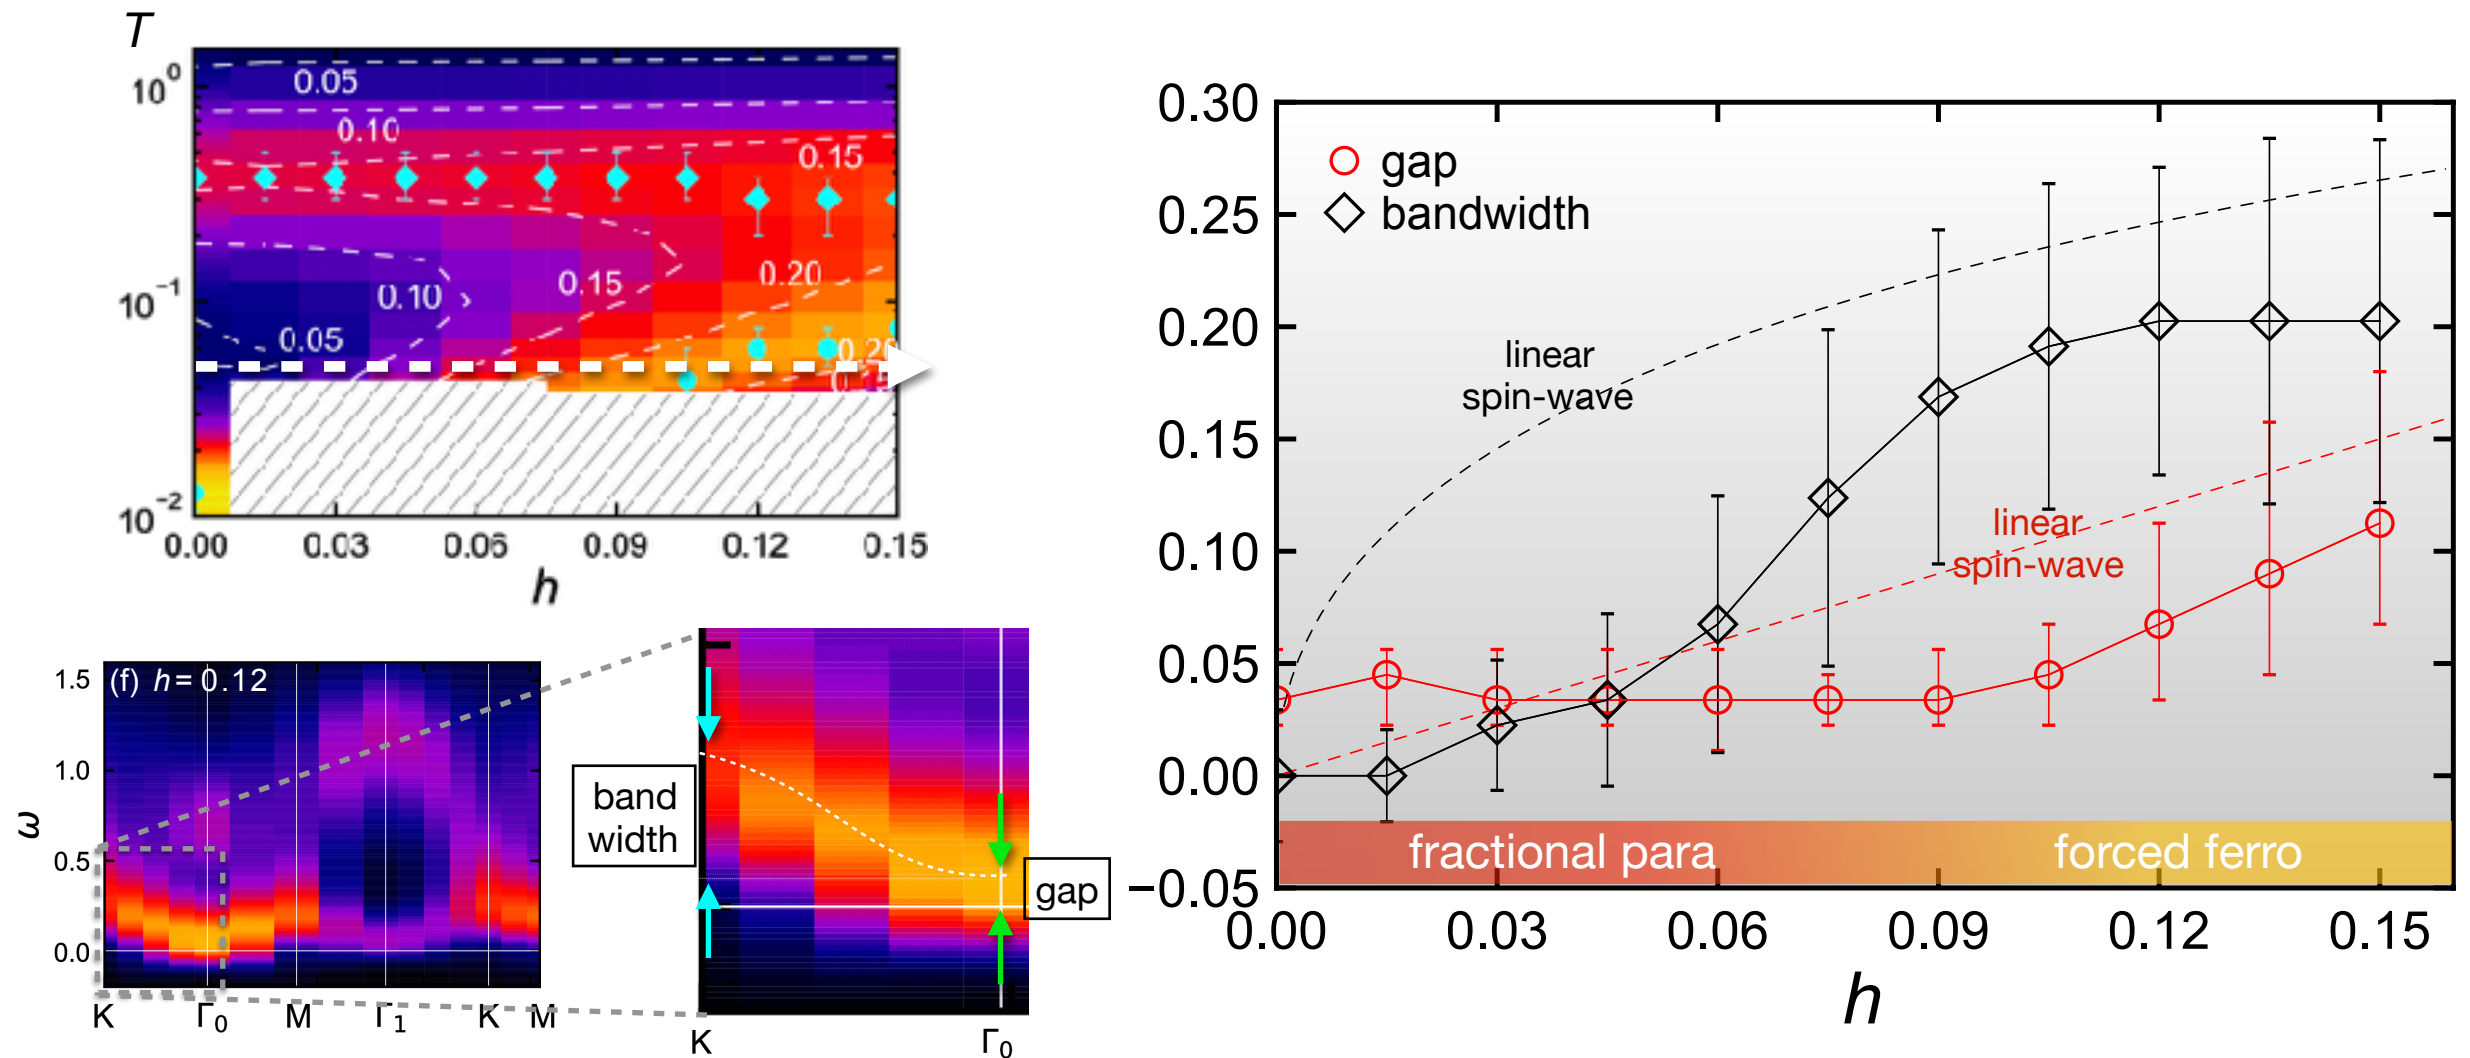 T
10⁰
10⁻¹
10⁻²
0.05
0.10
0.15
0.10
0.15
0.20
0.05
0.20
0.00 0.03 0.06 0.09 0.12 0.15
h
(f) h = 0.12
1.5
1.0
0.5
0.0
ω
K Γ₀ M Γ₁ K M
band
width
gap
K Γ₀
0.30
0.25
0.20
0.15
0.10
0.05
0.00
−0.05
gap
bandwidth
linear
spin-wave
linear
spin-wave
fractional para
forced ferro
0.00 0.03 0.06 0.09 0.12 0.15
h